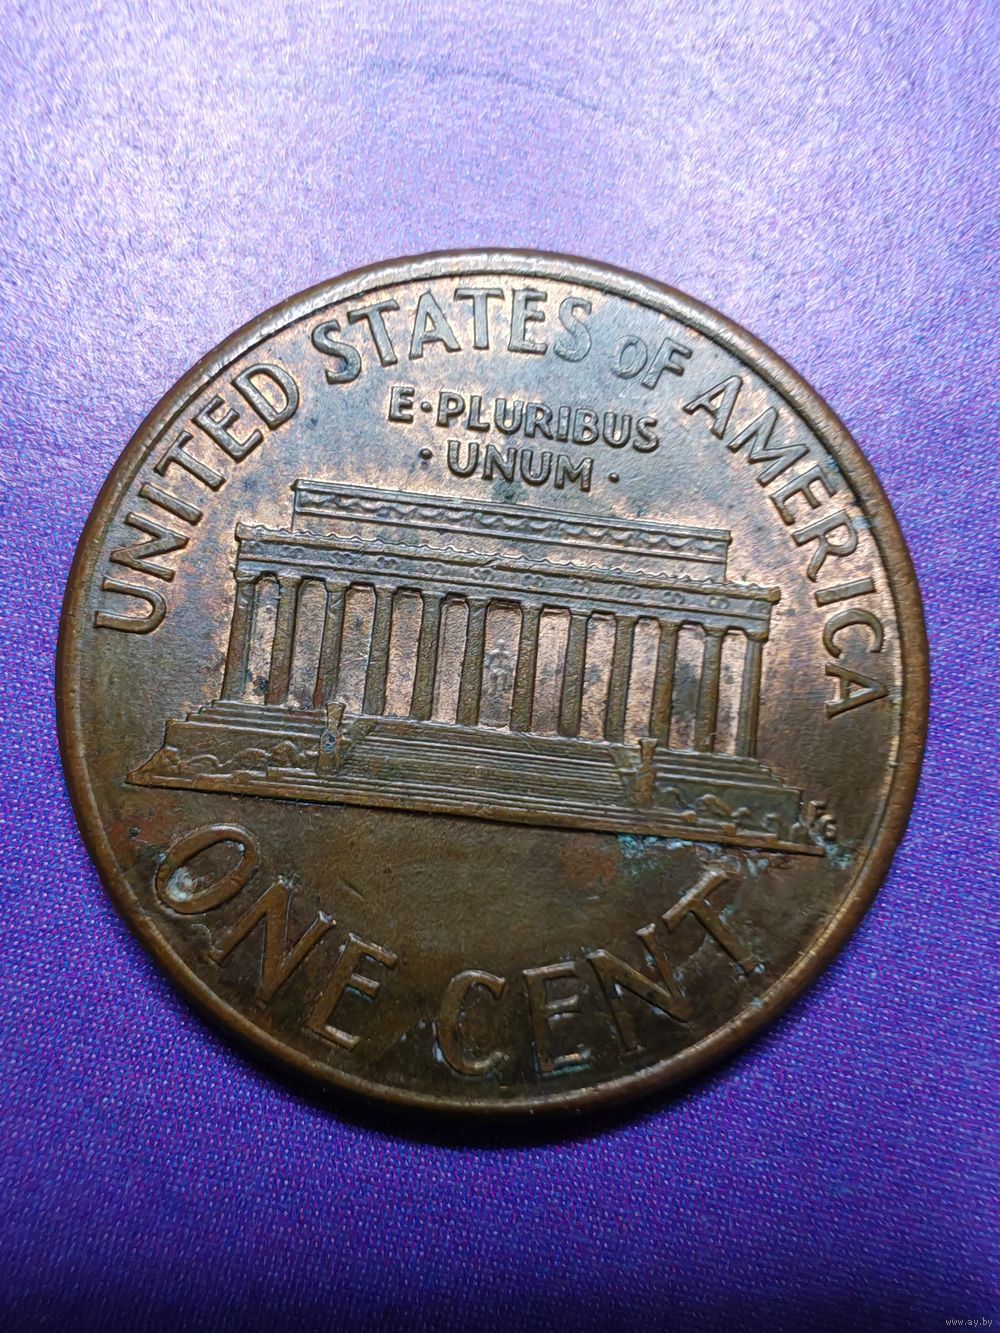 UNITED STATES OF AMERICA
E·PLURIBUS
·UNUM·
FG
ONE CENT
www.ay.by